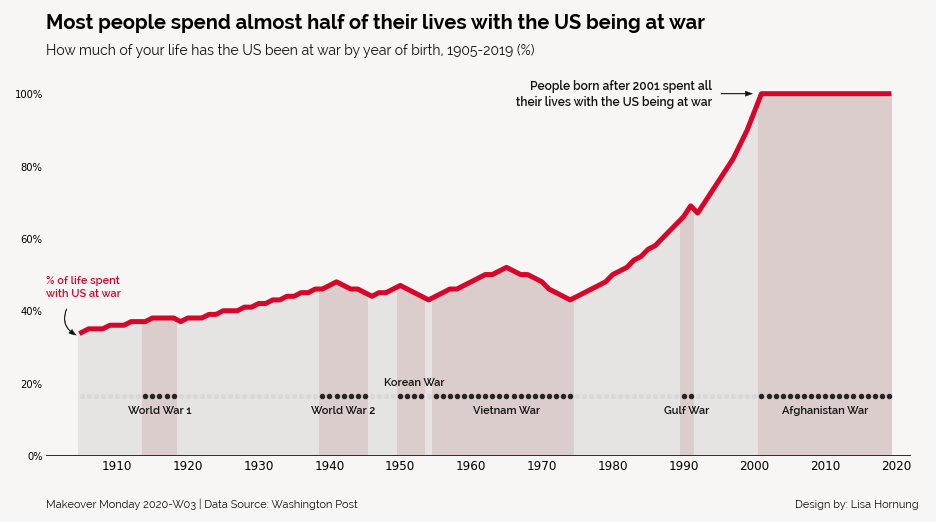 Most people spend almost half of their lives with the US being at war
How much of your life has the US been at war by year of birth, 1905-2019 (%)
People born after 2001 spent all
their lives with the US being at war
100%
80%
60%
% of life spent
with US at war
40%
20%
Korean War
World War 1
World War 2
Vietnam War
Gulf War
Afghanistan War
0%
1910 1920 1930 1940 1950 1960 1970 1980 1990 2000 2010 2020
Makeover Monday 2020-W03 | Data Source: Washington Post
Design by: Lisa Hornung